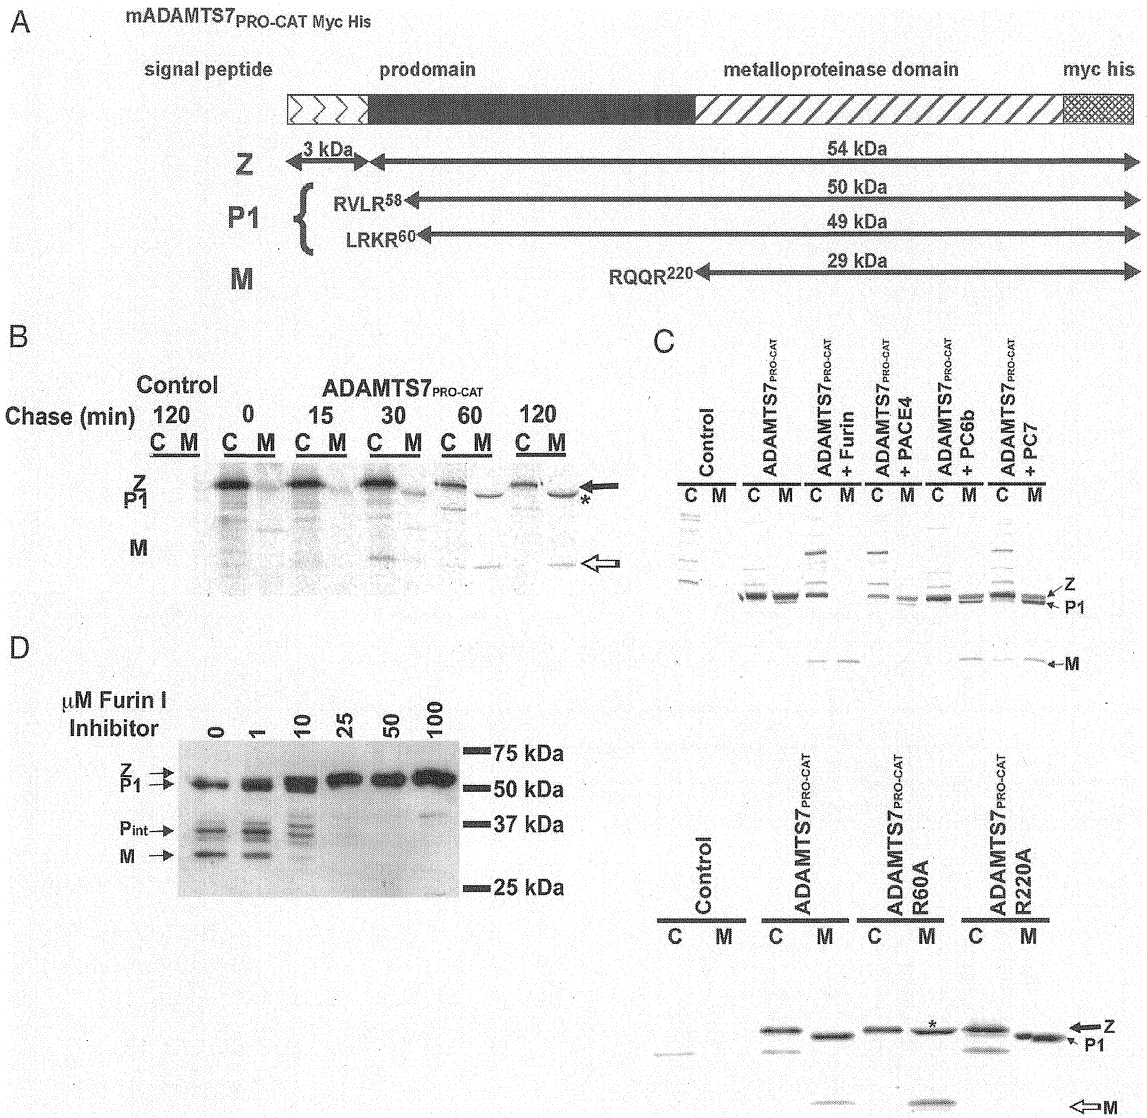 A
mADAMTS7PRO-CAT Myc His
signal peptide prodomain metalloproteinase domain myc his
Z 3 kDa 54 kDa
P1 { RVLR58 50 kDa
LRKR60 49 kDa
M RQQR220 29 kDa
B
Control ADAMTS7PRO-CAT
Chase (min) 120 0 15 30 60 120
C M C M C M C M C M C M
Z
P1
*
M
C
Control
ADAMTS7PRO-CAT
ADAMTS7PRO-CAT
+ Furin
ADAMTS7PRO-CAT
+ PACE4
ADAMTS7PRO-CAT
+ PC6b
ADAMTS7PRO-CAT
+ PC7
C M C M C M C M C M C M
Z
P1
M
D
µM Furin I
Inhibitor
0 1 10 25 50 100
Z
P1
Pint
M
75 kDa
50 kDa
37 kDa
25 kDa
Control
ADAMTS7PRO-CAT
ADAMTS7PRO-CAT
R60A
ADAMTS7PRO-CAT
R220A
C M C M C M C M
*
Z
P1
M